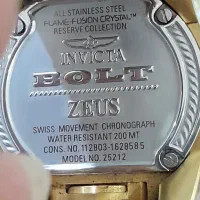 ALL STAINLESS STEEL
FLAME-FUSION CRYSTAL™
RESERVE COLLECTION
INVICTA
BOLT
ZEUS
SWISS MOVEMENT CHRONOGRAPH
WATER RESISTANT 200 MT
CONS. NO. 112803-1628585
MODEL NO. 25212